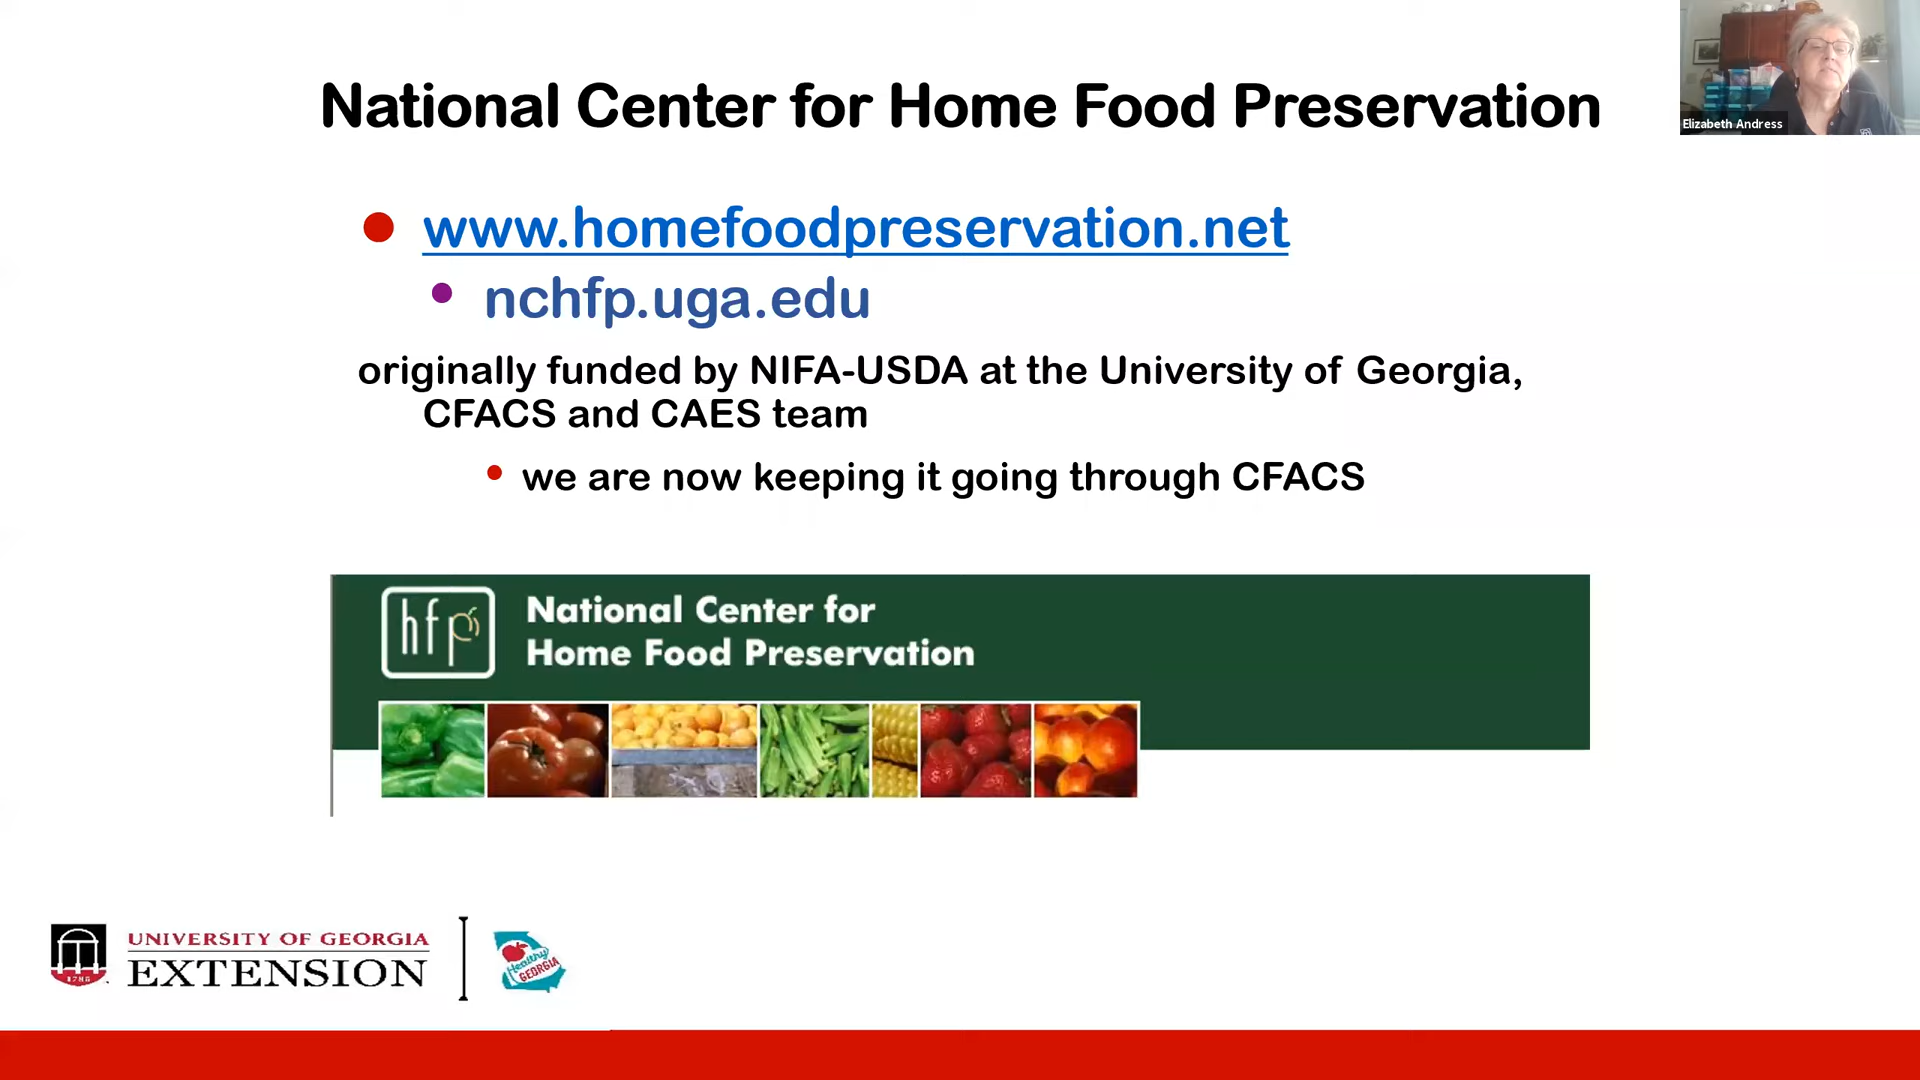 National Center for Home Food Preservation
Elizabeth Andress
www.homefoodpreservation.net
nchfp.uga.edu
originally funded by NIFA-USDA at the University of Georgia,
CFACS and CAES team
we are now keeping it going through CFACS
hfp
National Center for
Home Food Preservation
1785
UNIVERSITY OF GEORGIA
EXTENSION
Healthy
GEORGIA